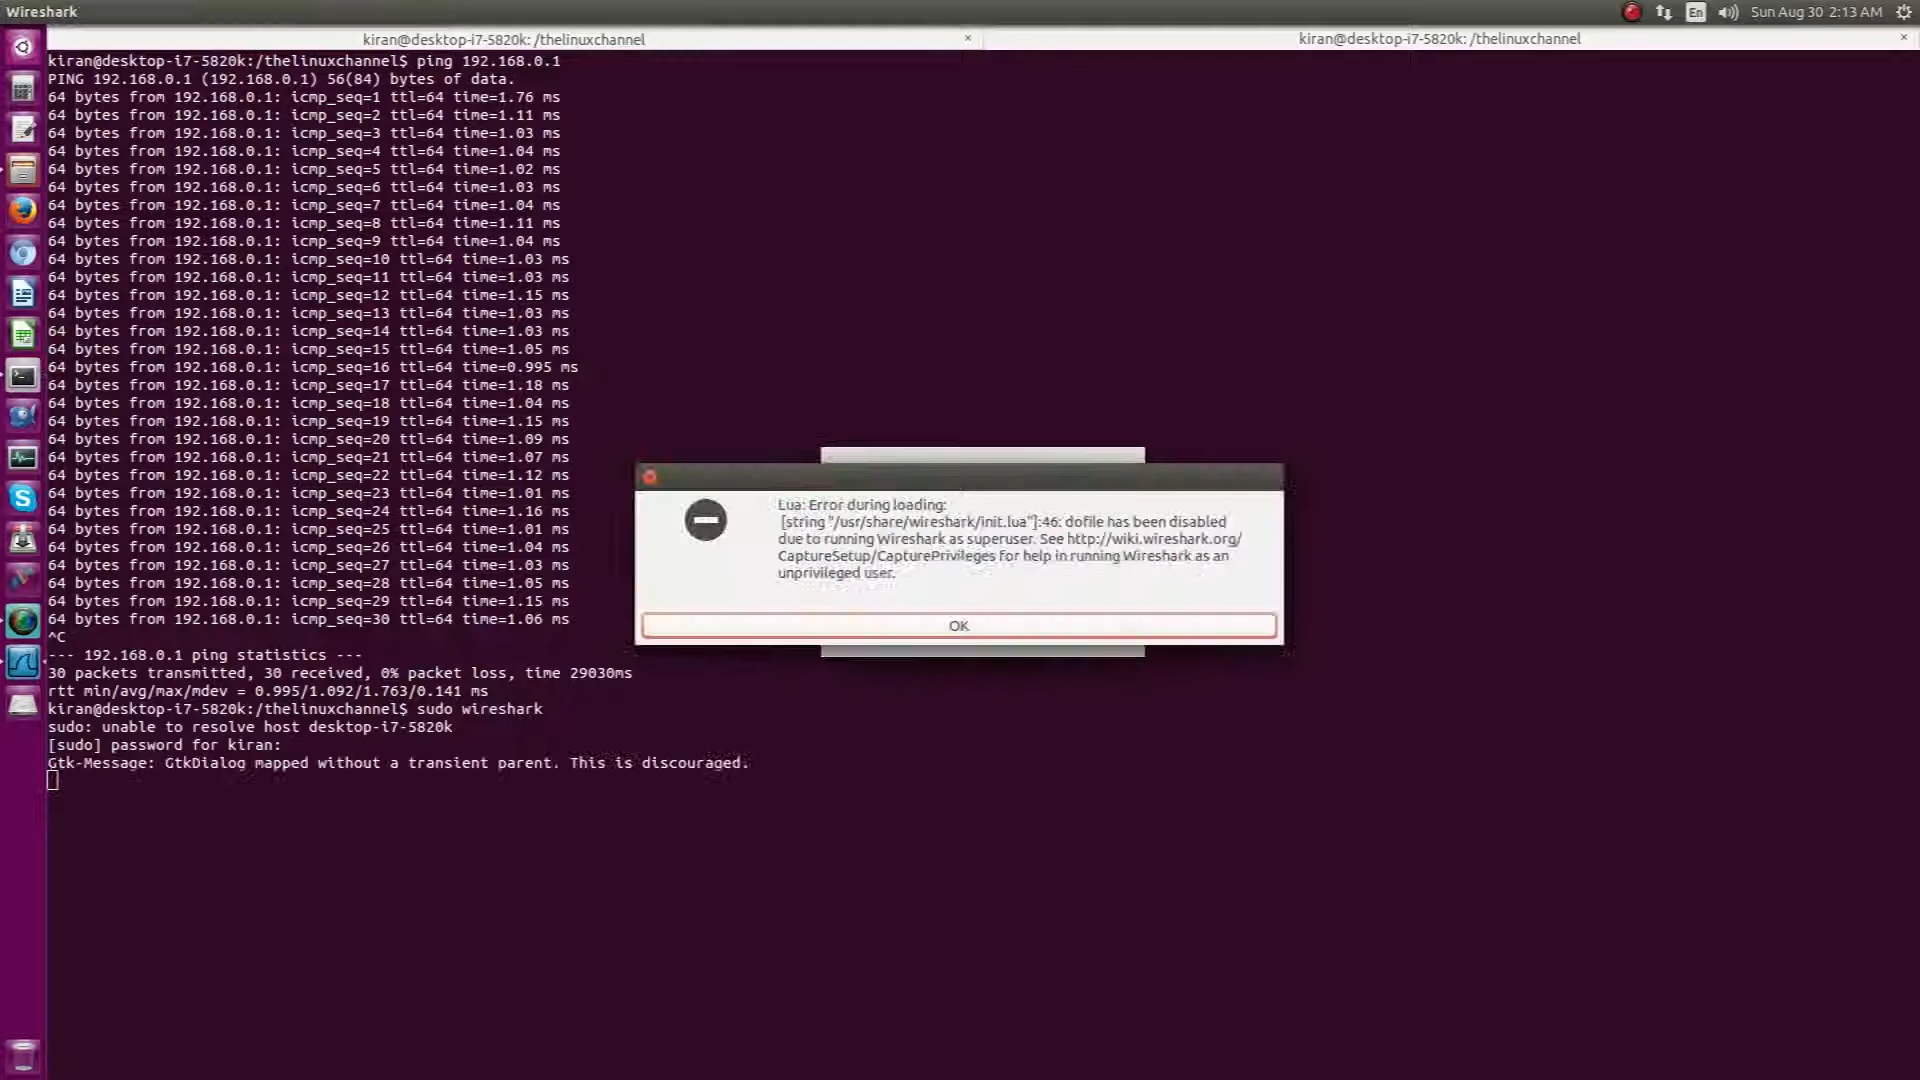 Wireshark
En
Sun Aug 30 2:13 AM
kiran@desktop-i7-5820k: /thelinuxchannel
×
kiran@desktop-i7-5820k: /thelinuxchannel
×
kiran@desktop-i7-5820k:/thelinuxchannel$ ping 192.168.0.1
PING 192.168.0.1 (192.168.0.1) 56(84) bytes of data.
64 bytes from 192.168.0.1: icmp_seq=1 ttl=64 time=1.76 ms
64 bytes from 192.168.0.1: icmp_seq=2 ttl=64 time=1.11 ms
64 bytes from 192.168.0.1: icmp_seq=3 ttl=64 time=1.03 ms
64 bytes from 192.168.0.1: icmp_seq=4 ttl=64 time=1.04 ms
64 bytes from 192.168.0.1: icmp_seq=5 ttl=64 time=1.02 ms
64 bytes from 192.168.0.1: icmp_seq=6 ttl=64 time=1.03 ms
64 bytes from 192.168.0.1: icmp_seq=7 ttl=64 time=1.04 ms
64 bytes from 192.168.0.1: icmp_seq=8 ttl=64 time=1.11 ms
64 bytes from 192.168.0.1: icmp_seq=9 ttl=64 time=1.04 ms
64 bytes from 192.168.0.1: icmp_seq=10 ttl=64 time=1.03 ms
64 bytes from 192.168.0.1: icmp_seq=11 ttl=64 time=1.03 ms
64 bytes from 192.168.0.1: icmp_seq=12 ttl=64 time=1.15 ms
64 bytes from 192.168.0.1: icmp_seq=13 ttl=64 time=1.03 ms
64 bytes from 192.168.0.1: icmp_seq=14 ttl=64 time=1.03 ms
64 bytes from 192.168.0.1: icmp_seq=15 ttl=64 time=1.05 ms
64 bytes from 192.168.0.1: icmp_seq=16 ttl=64 time=0.995 ms
64 bytes from 192.168.0.1: icmp_seq=17 ttl=64 time=1.18 ms
64 bytes from 192.168.0.1: icmp_seq=18 ttl=64 time=1.04 ms
64 bytes from 192.168.0.1: icmp_seq=19 ttl=64 time=1.15 ms
64 bytes from 192.168.0.1: icmp_seq=20 ttl=64 time=1.09 ms
64 bytes from 192.168.0.1: icmp_seq=21 ttl=64 time=1.07 ms
64 bytes from 192.168.0.1: icmp_seq=22 ttl=64 time=1.12 ms
64 bytes from 192.168.0.1: icmp_seq=23 ttl=64 time=1.01 ms
64 bytes from 192.168.0.1: icmp_seq=24 ttl=64 time=1.16 ms
64 bytes from 192.168.0.1: icmp_seq=25 ttl=64 time=1.01 ms
64 bytes from 192.168.0.1: icmp_seq=26 ttl=64 time=1.04 ms
64 bytes from 192.168.0.1: icmp_seq=27 ttl=64 time=1.03 ms
64 bytes from 192.168.0.1: icmp_seq=28 ttl=64 time=1.05 ms
64 bytes from 192.168.0.1: icmp_seq=29 ttl=64 time=1.15 ms
64 bytes from 192.168.0.1: icmp_seq=30 ttl=64 time=1.06 ms
^C
--- 192.168.0.1 ping statistics ---
30 packets transmitted, 30 received, 0% packet loss, time 29030ms
rtt min/avg/max/mdev = 0.995/1.092/1.763/0.141 ms
kiran@desktop-i7-5820k:/thelinuxchannel$ sudo wireshark
sudo: unable to resolve host desktop-i7-5820k
[sudo] password for kiran:
Gtk-Message: GtkDialog mapped without a transient parent. This is discouraged.
Lua: Error during loading:
[string "/usr/share/wireshark/init.lua"]:46: dofile has been disabled
due to running Wireshark as superuser. See http://wiki.wireshark.org/
CaptureSetup/CapturePrivileges for help in running Wireshark as an
unprivileged user.
OK